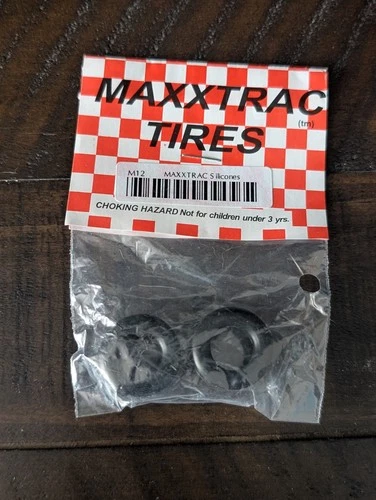 MAXXTRAC
(tm)
TIRES
M12 MAXXTRAC Silicones
CHOKING HAZARD Not for children under 3 yrs.